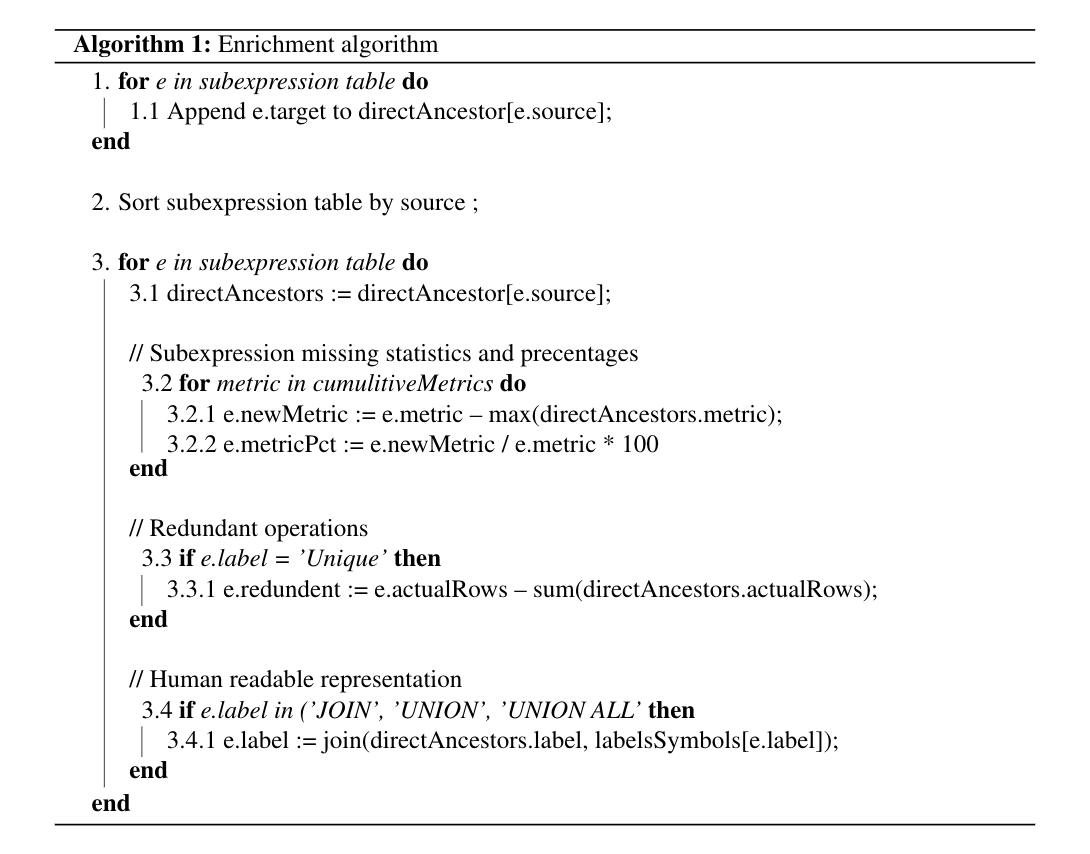 Algorithm 1: Enrichment algorithm
1. for e in subexpression table do
1.1 Append e.target to directAncestor[e.source];
end
2. Sort subexpression table by source ;
3. for e in subexpression table do
3.1 directAncestors := directAncestor[e.source];
// Subexpression missing statistics and precentages
3.2 for metric in cumulitiveMetrics do
3.2.1 e.newMetric := e.metric – max(directAncestors.metric);
3.2.2 e.metricPct := e.newMetric / e.metric * 100
end
// Redundant operations
3.3 if e.label = ’Unique’ then
3.3.1 e.redundent := e.actualRows – sum(directAncestors.actualRows);
end
// Human readable representation
3.4 if e.label in (’JOIN’, ’UNION’, ’UNION ALL’ then
3.4.1 e.label := join(directAncestors.label, labelsSymbols[e.label]);
end
end